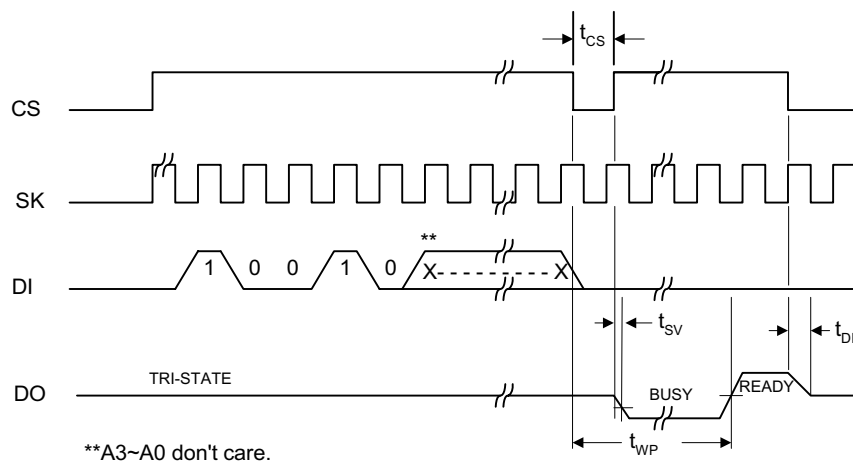 tCS
CS
SK
**
1 0 0 1 0 X - - - - - - - - X
DI
tSV
tDI
TRI-STATE
DO
BUSY
READY
tWP
**A3~A0 don't care.